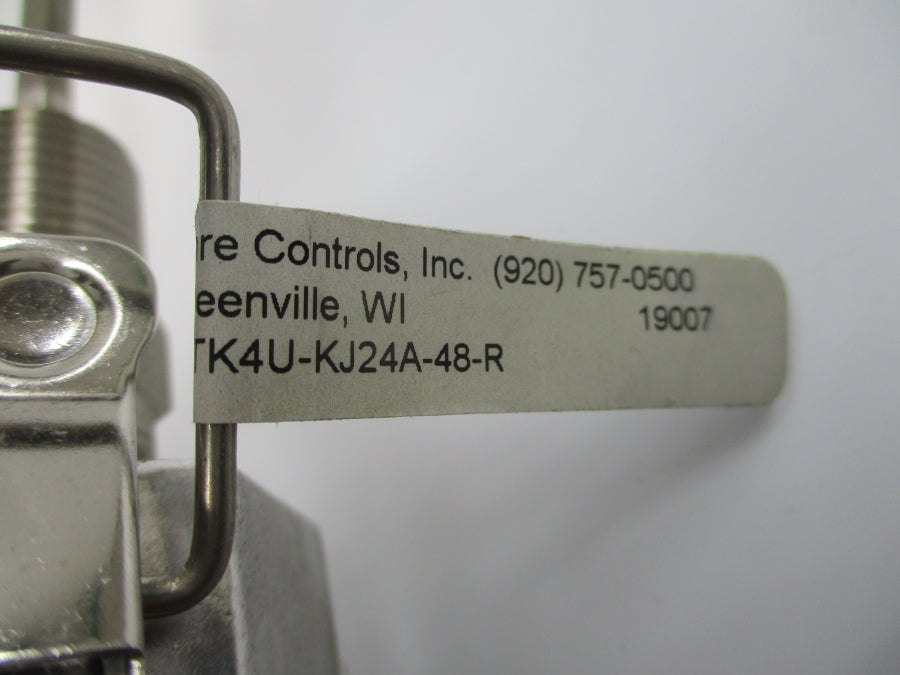 re Controls, Inc. (920) 757-0500
eenville, WI 19007
TK4U-KJ24A-48-R